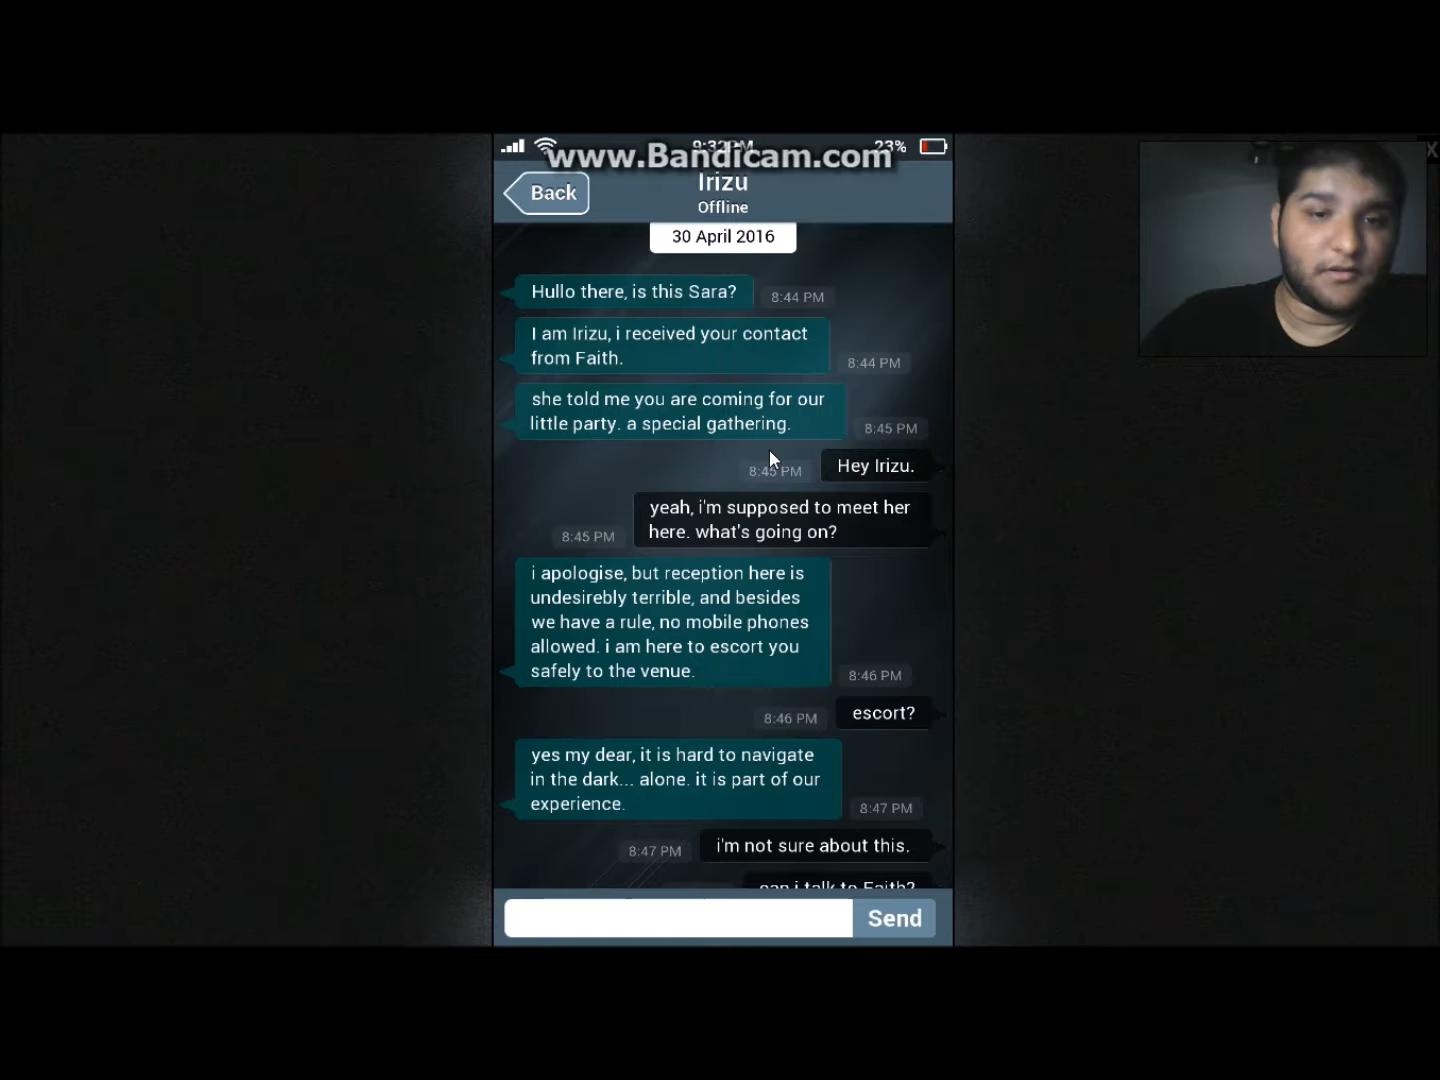 www.Bandicam.com
23%
X
Back
Irizu
Offline
30 April 2016
Hullo there, is this Sara?
8:44 PM
I am Irizu, i received your contact
from Faith.
8:44 PM
she told me you are coming for our
little party. a special gathering.
8:45 PM
Hey Irizu.
8:45 PM
yeah, i'm supposed to meet her
here. what's going on?
8:45 PM
i apologise, but reception here is
undesirebly terrible, and besides
we have a rule, no mobile phones
allowed. i am here to escort you
safely to the venue.
8:46 PM
escort?
8:46 PM
yes my dear, it is hard to navigate
in the dark... alone. it is part of our
experience.
8:47 PM
i'm not sure about this.
8:47 PM
can i talk to Faith?
Send